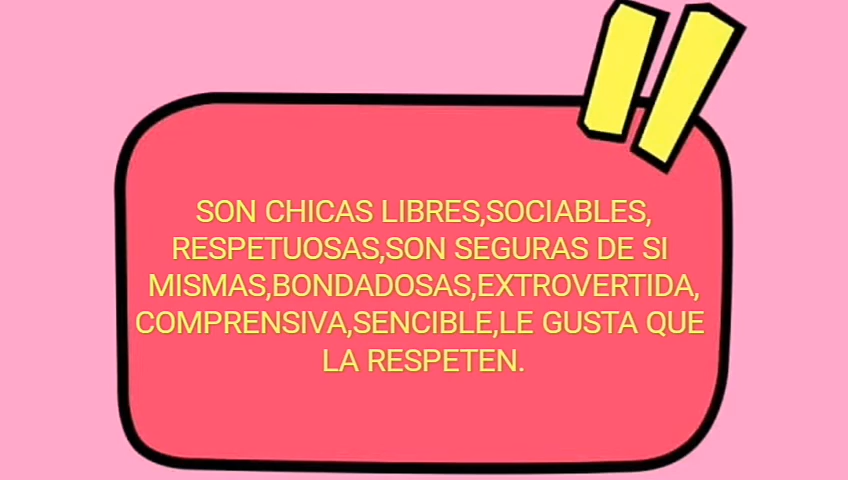 SON CHICAS LIBRES,SOCIABLES,
RESPETUOSAS,SON SEGURAS DE SI
MISMAS,BONDADOSAS,EXTROVERTIDA,
COMPRENSIVA,SENCIBLE,LE GUSTA QUE
LA RESPETEN.